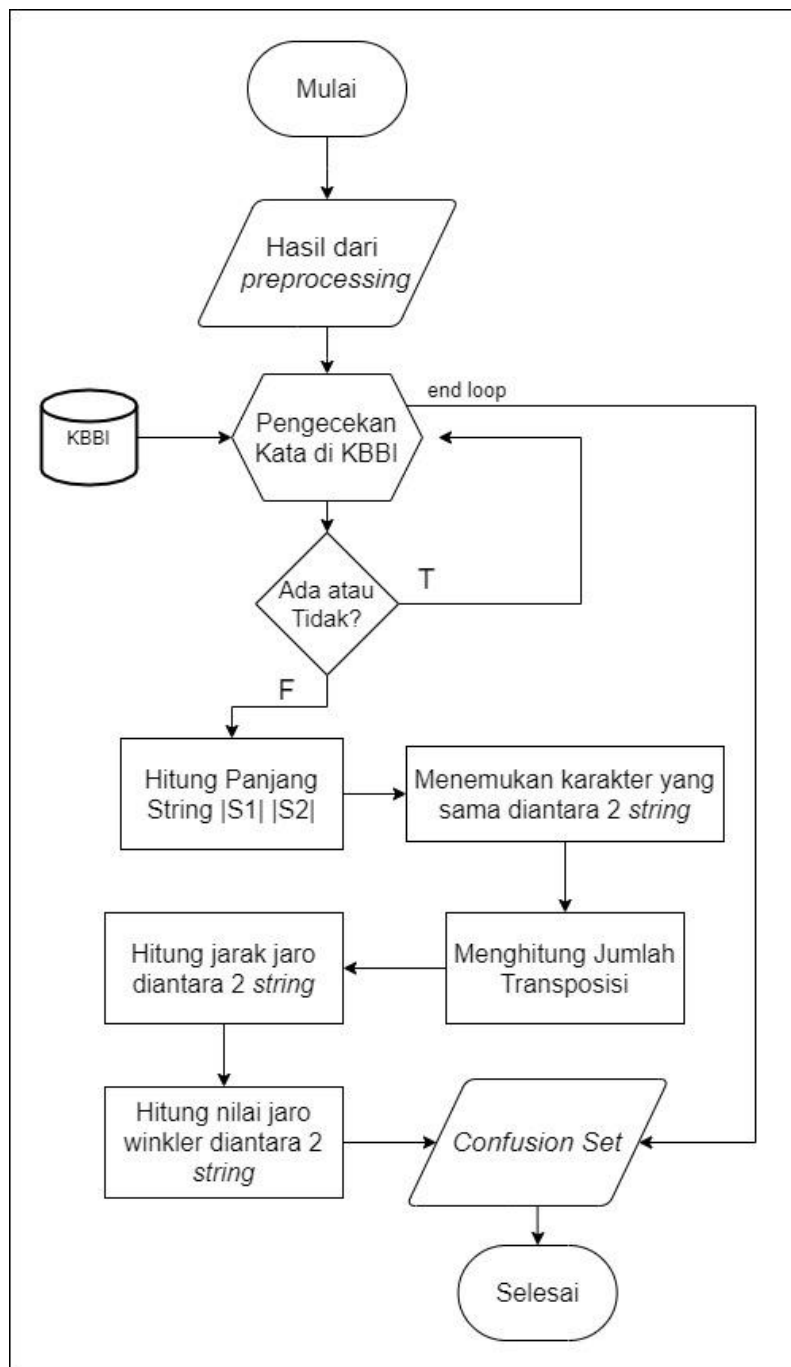 Mulai
Hasil dari
preprocessing
end loop
KBBI
Pengecekan
Kata di KBBI
Ada atau
Tidak?
T
F
Hitung Panjang
String |S1| |S2|
Menemukan karakter yang
sama diantara 2 string
Hitung jarak jaro
diantara 2 string
Menghitung Jumlah
Transposisi
Hitung nilai jaro
winkler diantara 2
string
Confusion Set
Selesai